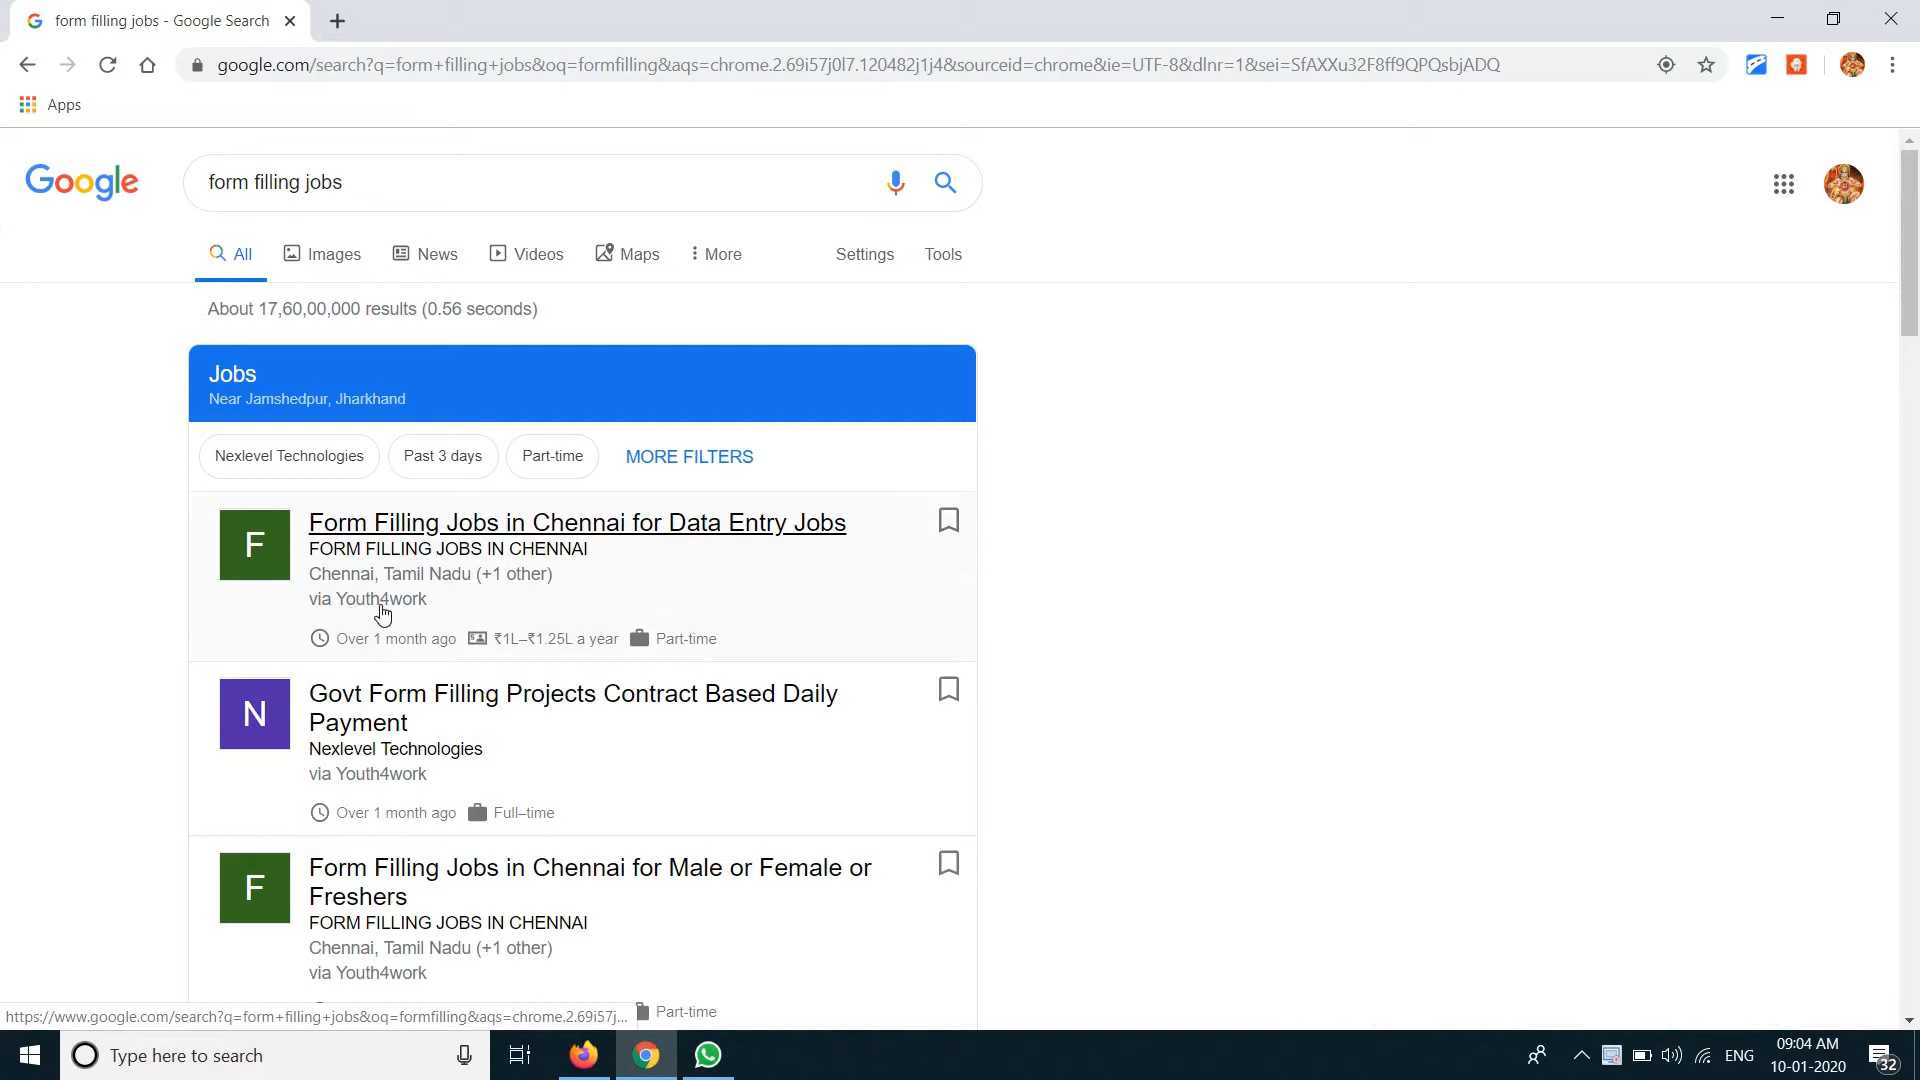 form filling jobs - Google Search
google.com/search?q=form+filling+jobs&oq=formfilling&aqs=chrome.2.69i57j0l7.120482j1j4&sourceid=chrome&ie=UTF-8&dlnr=1&sei=SfAXXu32F8ff9QPQsbjADQ
Apps
Google
form filling jobs
All Images News Videos Maps More Settings Tools
About 17,60,00,000 results (0.56 seconds)
Jobs
Near Jamshedpur, Jharkhand
Nexlevel Technologies Past 3 days Part-time MORE FILTERS
F
Form Filling Jobs in Chennai for Data Entry Jobs
FORM FILLING JOBS IN CHENNAI
Chennai, Tamil Nadu (+1 other)
via Youth4work
Over 1 month ago ₹1L–₹1.25L a year Part-time
N
Govt Form Filling Projects Contract Based Daily
Payment
Nexlevel Technologies
via Youth4work
Over 1 month ago Full–time
F
Form Filling Jobs in Chennai for Male or Female or
Freshers
FORM FILLING JOBS IN CHENNAI
Chennai, Tamil Nadu (+1 other)
via Youth4work
Part-time
https://www.google.com/search?q=form+filling+jobs&oq=formfilling&aqs=chrome.2.69i57j...
Type here to search
ENG
09:04 AM
10-01-2020
32